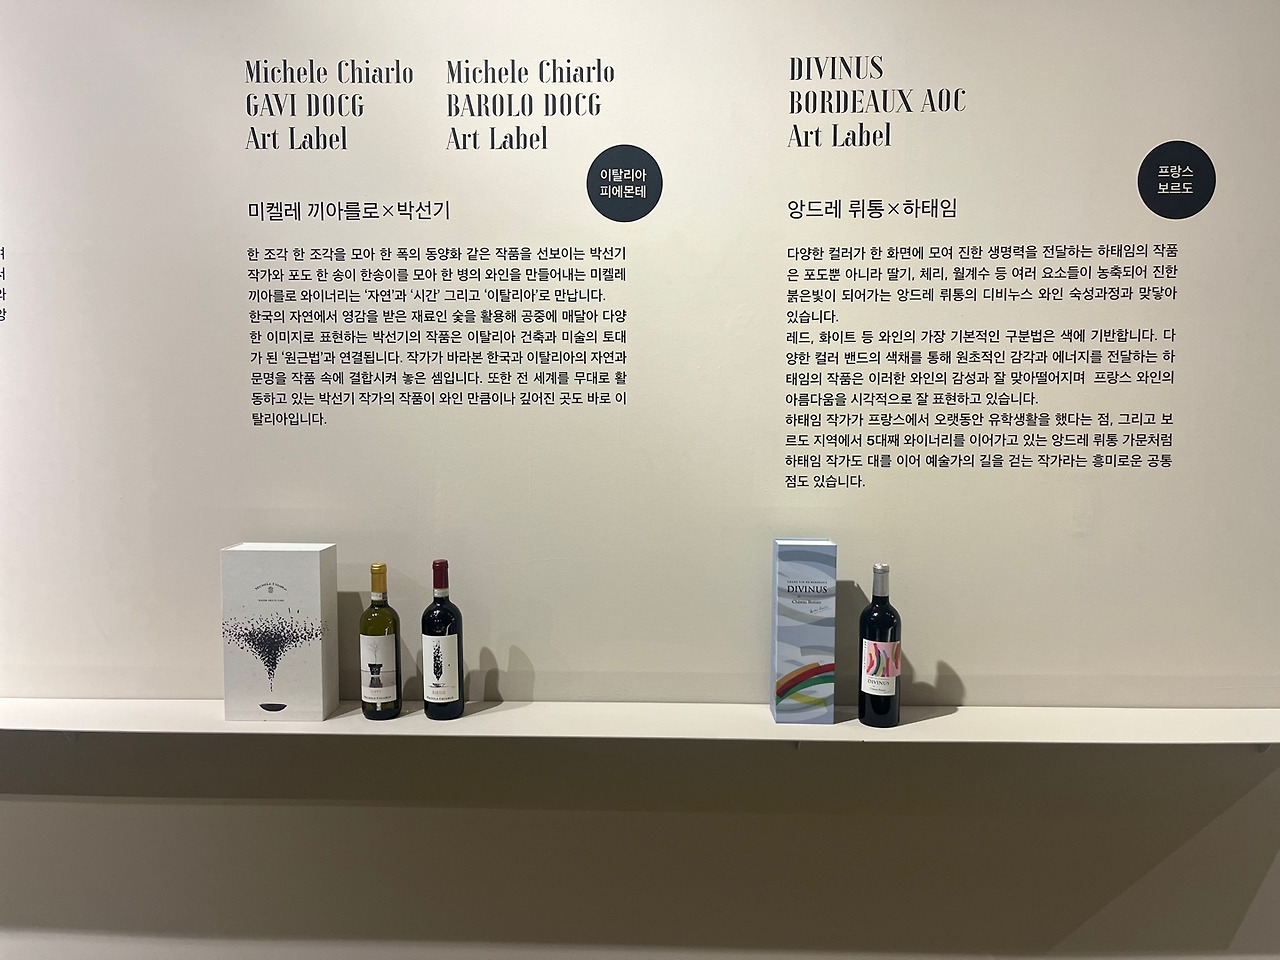 Michele Chiarlo
GAVI DOCG
Art Label
Michele Chiarlo
BAROLO DOCG
Art Label
이탈리아
피에몬테
미켈레 끼아를로×박선기
한 조각 한 조각을 모아 한 폭의 동양화 같은 작품을 선보이는 박선기
작가와 포도 한 송이 한송이를 모아 한 병의 와인을 만들어내는 미켈레
끼아를로 와이너리는 '자연'과 '시간' 그리고 '이탈리아'로 만납니다.
한국의 자연에서 영감을 받은 재료인 숯을 활용해 공중에 매달아 다양
한 이미지로 표현하는 박선기의 작품은 이탈리아 건축과 미술의 토대
가 된 '원근법'과 연결됩니다. 작가가 바라본 한국과 이탈리아의 자연과
문명을 작품 속에 결합시켜 놓은 셈입니다. 또한 전 세계를 무대로 활
동하고 있는 박선기 작가의 작품이 와인 만큼이나 깊어진 곳도 바로 이
탈리아입니다.
DIVINUS
BORDEAUX AOC
Art Label
프랑스
보르도
앙드레 뤼통×하태임
다양한 컬러가 한 화면에 모여 진한 생명력을 전달하는 하태임의 작품
은 포도뿐 아니라 딸기, 체리, 월계수 등 여러 요소들이 농축되어 진한
붉은빛이 되어가는 앙드레 뤼통의 디비누스 와인 숙성과정과 맞닿아
있습니다.
레드, 화이트 등 와인의 가장 기본적인 구분법은 색에 기반합니다. 다
양한 컬러 밴드의 색채를 통해 원초적인 감각과 에너지를 전달하는 하
태임의 작품은 이러한 와인의 감성과 잘 맞아떨어지며 프랑스 와인의
아름다움을 시각적으로 잘 표현하고 있습니다.
하태임 작가가 프랑스에서 오랫동안 유학생활을 했다는 점, 그리고 보
르도 지역에서 5대째 와이너리를 이어가고 있는 앙드레 뤼통 가문처럼
하태임 작가도 대를 이어 예술가의 길을 걷는 작가라는 흥미로운 공통
점도 있습니다.
DIVINUS
DIVINUS